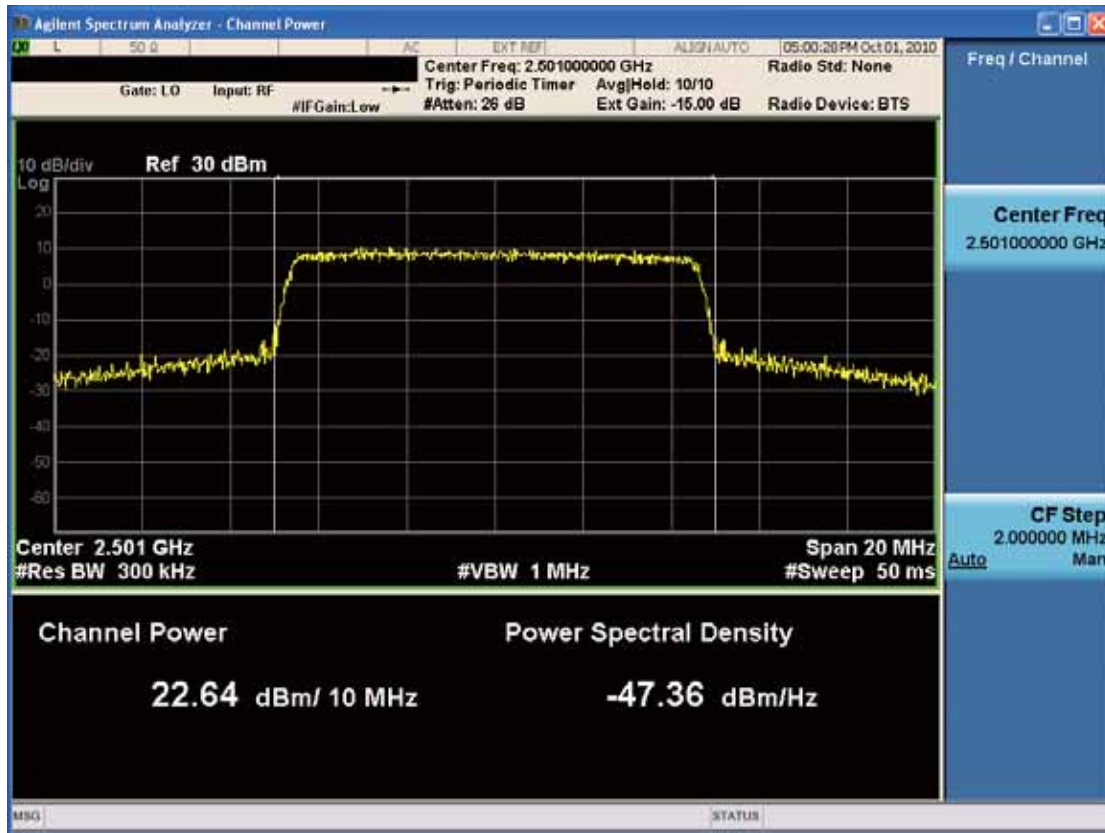 Agilent Spectrum Analyzer - Channel Power
L 50 Ω AC EXT REF ALIGN AUTO 05:00:28 PM Oct 01, 2010
Center Freq: 2.501000000 GHz Radio Std: None
Gate: LO Input: RF Trig: Periodic Timer Avg|Hold: 10/10
#IFGain:Low #Atten: 26 dB Ext Gain: -15.00 dB Radio Device: BTS
10 dB/div Ref 30 dBm
Log
20
10
0
-10
-20
-30
-40
-50
-60
Center 2.501 GHz Span 20 MHz
#Res BW 300 kHz #VBW 1 MHz #Sweep 50 ms
Channel Power Power Spectral Density
22.64 dBm/ 10 MHz -47.36 dBm/Hz
MSG STATUS
Freq / Channel
Center Freq
2.501000000 GHz
CF Step
2.000000 MHz
Auto Man